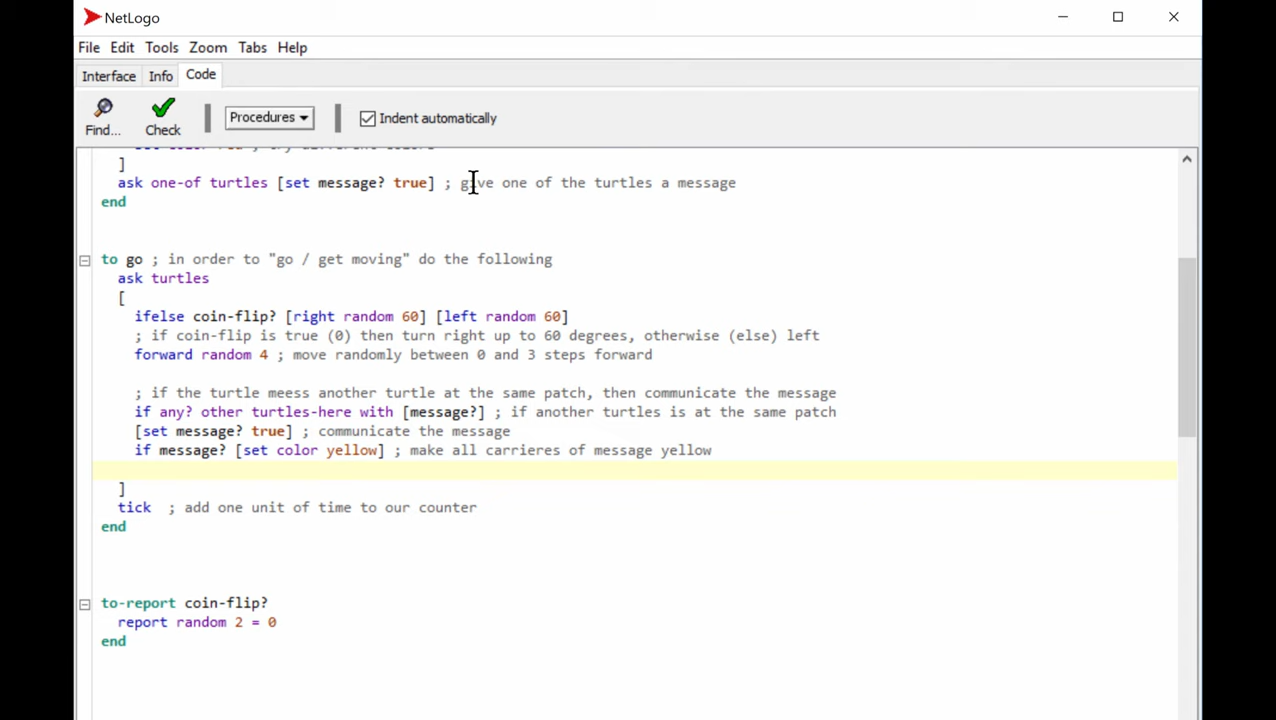 NetLogo
File Edit Tools Zoom Tabs Help
Interface Info Code
Find... Check Procedures Indent automatically
]
ask one-of turtles [set message? true] ; give one of the turtles a message
end
to go ; in order to "go / get moving" do the following
ask turtles
[
ifelse coin-flip? [right random 60] [left random 60]
; if coin-flip is true (0) then turn right up to 60 degrees, otherwise (else) left
forward random 4 ; move randomly between 0 and 3 steps forward
; if the turtle meess another turtle at the same patch, then communicate the message
if any? other turtles-here with [message?] ; if another turtles is at the same patch
[set message? true] ; communicate the message
if message? [set color yellow] ; make all carrieres of message yellow
]
tick ; add one unit of time to our counter
end
to-report coin-flip?
report random 2 = 0
end